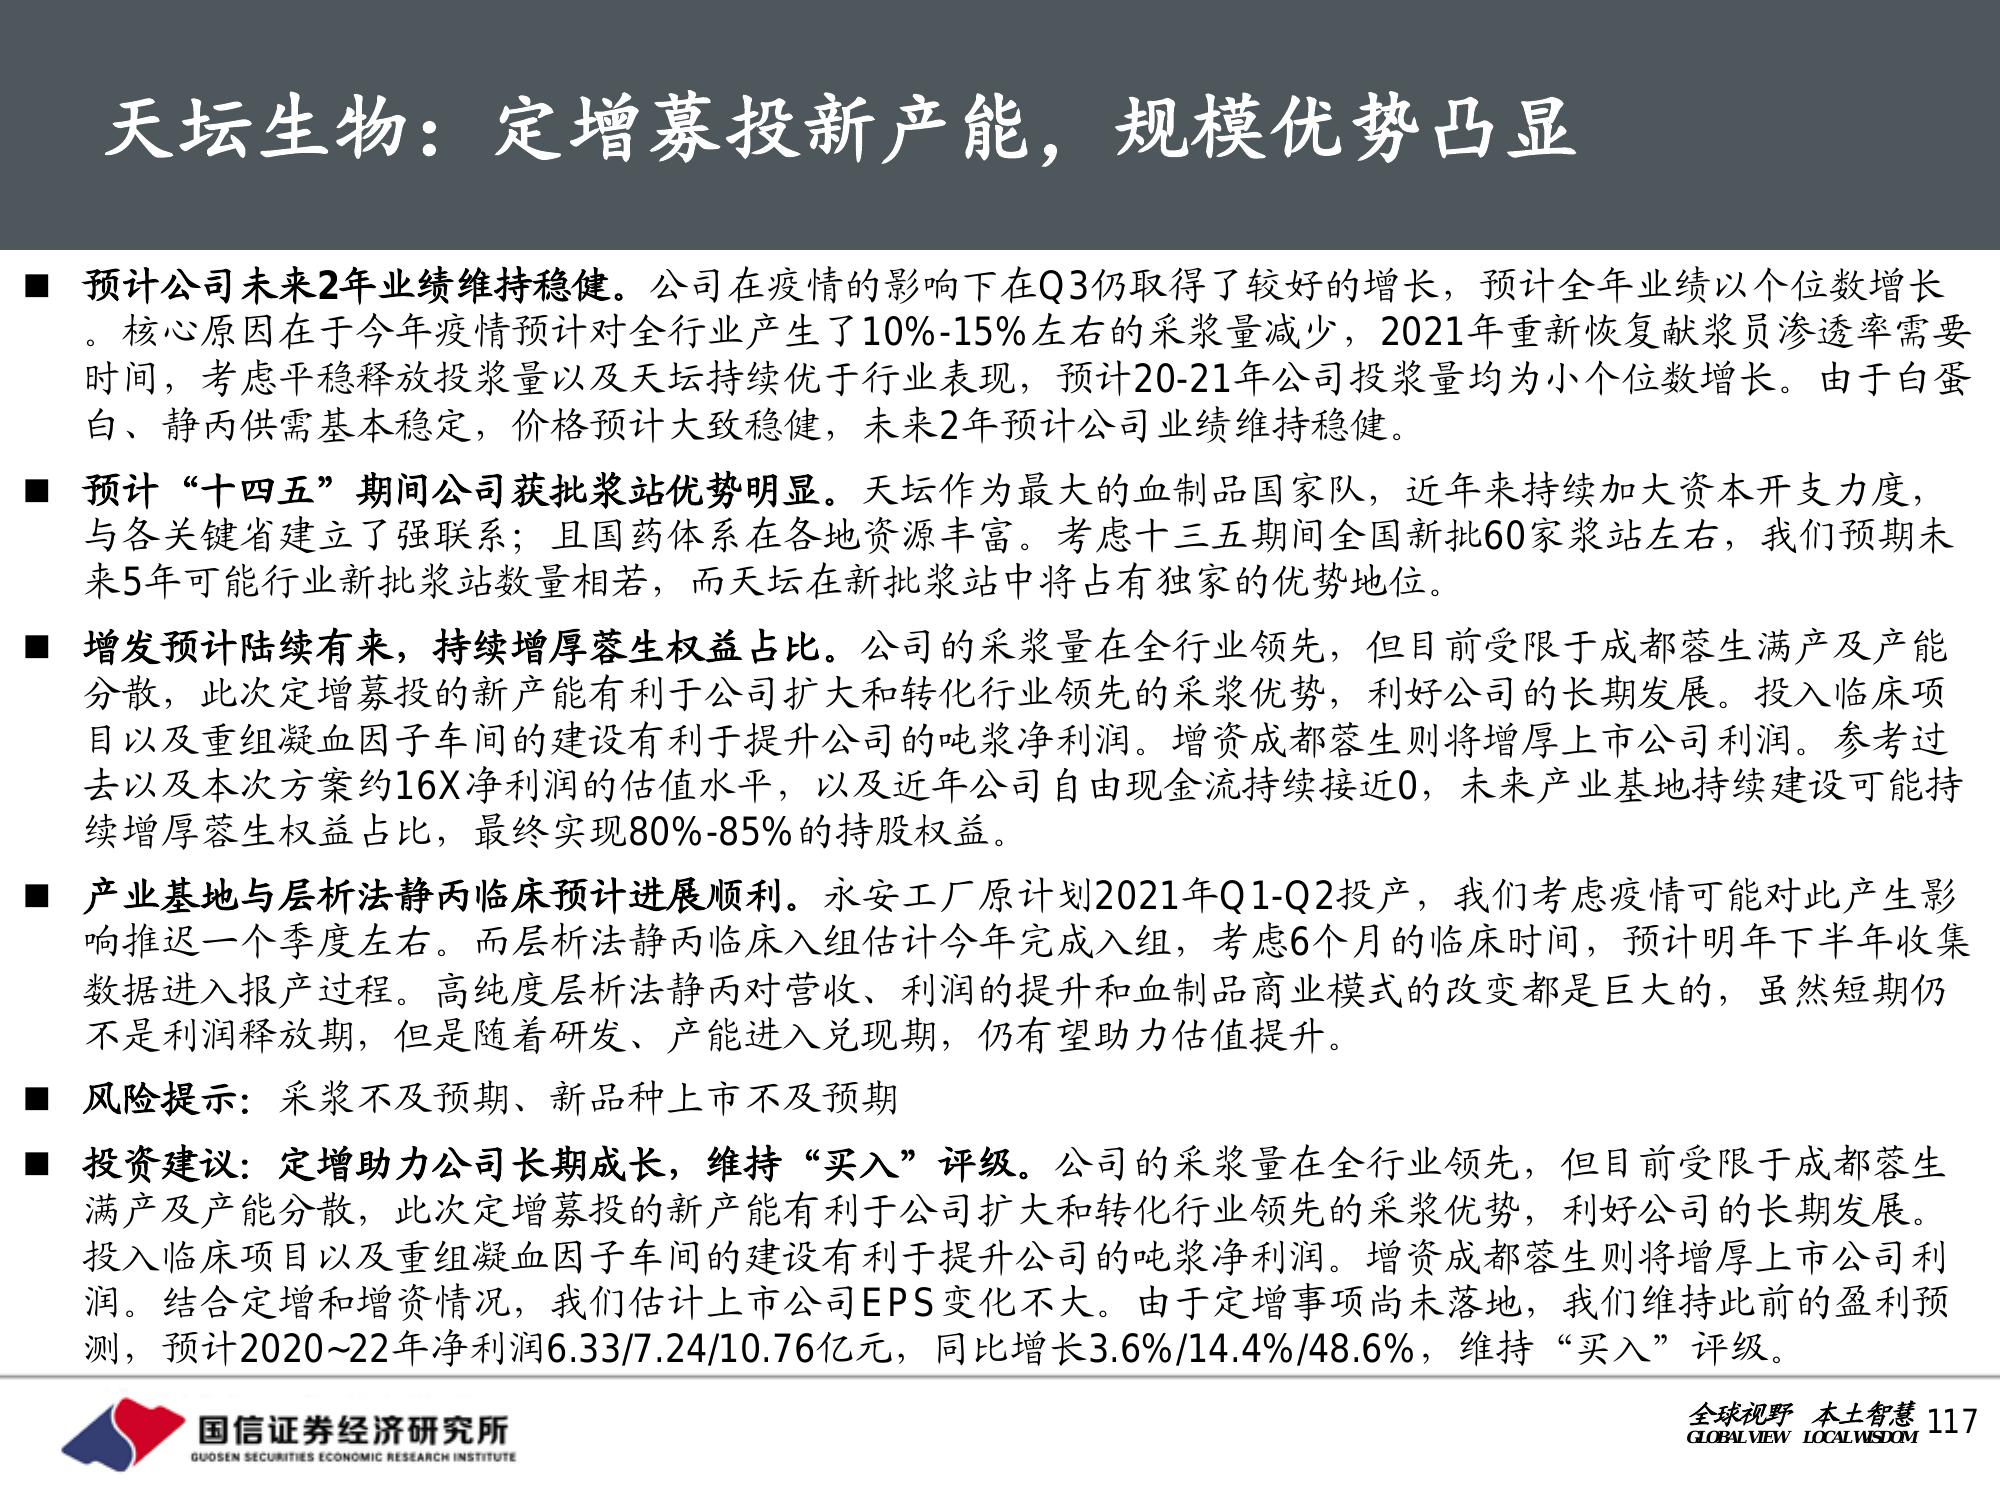 天坛生物：定增募投新产能，规模优势凸显
■ 预计公司未来2年业绩维持稳健。公司在疫情的影响下在Q3仍取得了较好的增长，预计全年业绩以个位数增长
。核心原因在于今年疫情预计对全行业产生了10%-15%左右的采浆量减少，2021年重新恢复献浆员渗透率需要
时间，考虑平稳释放投浆量以及天坛持续优于行业表现，预计20-21年公司投浆量均为小个位数增长。由于白蛋
白、静丙供需基本稳定，价格预计大致稳健，未来2年预计公司业绩维持稳健。
■ 预计“十四五”期间公司获批浆站优势明显。天坛作为最大的血制品国家队，近年来持续加大资本开支力度，
与各关键省建立了强联系；且国药体系在各地资源丰富。考虑十三五期间全国新批60家浆站左右，我们预期未
来5年可能行业新批浆站数量相若，而天坛在新批浆站中将占有独家的优势地位。
■ 增发预计陆续有来，持续增厚蓉生权益占比。公司的采浆量在全行业领先，但目前受限于成都蓉生满产及产能
分散，此次定增募投的新产能有利于公司扩大和转化行业领先的采浆优势，利好公司的长期发展。投入临床项
目以及重组凝血因子车间的建设有利于提升公司的吨浆净利润。增资成都蓉生则将增厚上市公司利润。参考过
去以及本次方案约16X净利润的估值水平，以及近年公司自由现金流持续接近0，未来产业基地持续建设可能持
续增厚蓉生权益占比，最终实现80%-85%的持股权益。
■ 产业基地与层析法静丙临床预计进展顺利。永安工厂原计划2021年Q1-Q2投产，我们考虑疫情可能对此产生影
响推迟一个季度左右。而层析法静丙临床入组估计今年完成入组，考虑6个月的临床时间，预计明年下半年收集
数据进入报产过程。高纯度层析法静丙对营收、利润的提升和血制品商业模式的改变都是巨大的，虽然短期仍
不是利润释放期，但是随着研发、产能进入兑现期，仍有望助力估值提升。
■ 风险提示：采浆不及预期、新品种上市不及预期
■ 投资建议：定增助力公司长期成长，维持“买入”评级。公司的采浆量在全行业领先，但目前受限于成都蓉生
满产及产能分散，此次定增募投的新产能有利于公司扩大和转化行业领先的采浆优势，利好公司的长期发展。
投入临床项目以及重组凝血因子车间的建设有利于提升公司的吨浆净利润。增资成都蓉生则将增厚上市公司利
润。结合定增和增资情况，我们估计上市公司EPS变化不大。由于定增事项尚未落地，我们维持此前的盈利预
测，预计2020~22年净利润6.33/7.24/10.76亿元，同比增长3.6%/14.4%/48.6%，维持“买入”评级。
国信证券经济研究所
GUOSEN SECURITIES ECONOMIC RESEARCH INSTITUTE
全球视野 本土智慧
GLOBAL VIEW LOCAL WISDOM
117